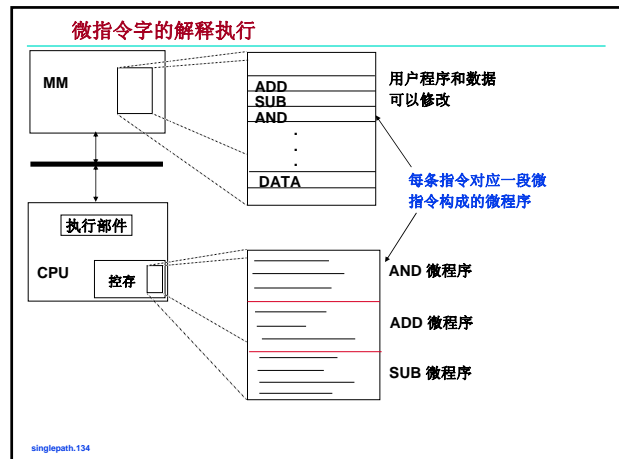 微指令字的解释执行
MM
ADD
SUB
AND
.
.
.
DATA
用户程序和数据
可以修改
每条指令对应一段微
指令构成的微程序
执行部件
CPU
控存
AND 微程序
ADD 微程序
SUB 微程序
singlepath.134